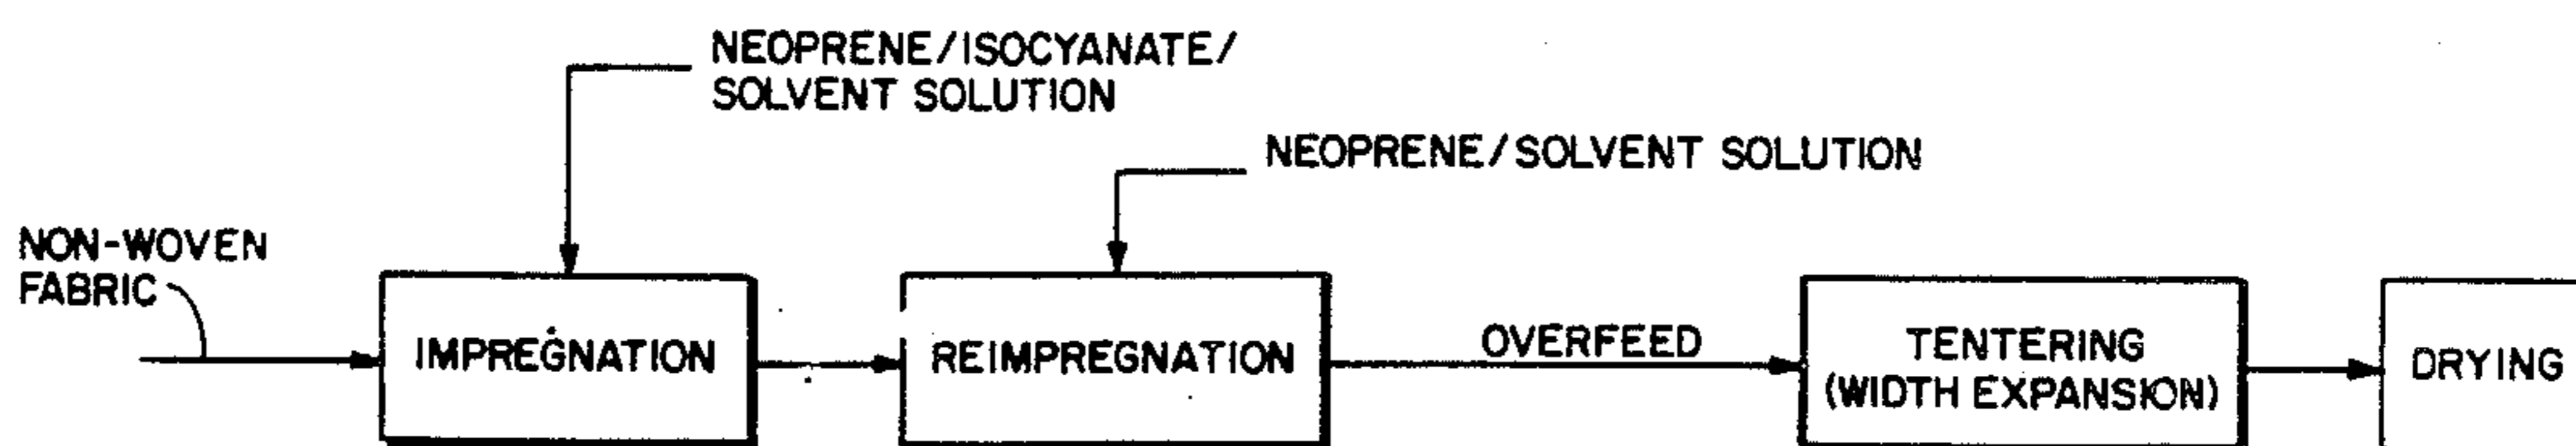 NEOPRENE/ISOCYANATE/
SOLVENT SOLUTION
NEOPRENE/SOLVENT SOLUTION
NON-WOVEN
FABRIC
IMPREGNATION
REIMPREGNATION
OVERFEED
TENTERING
(WIDTH EXPANSION)
DRYING